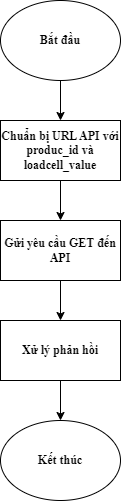 Bắt đầu
Chuẩn bị URL API với
produc_id và
loadcell_value
Gửi yêu cầu GET đến
API
Xử lý phản hồi
Kết thúc